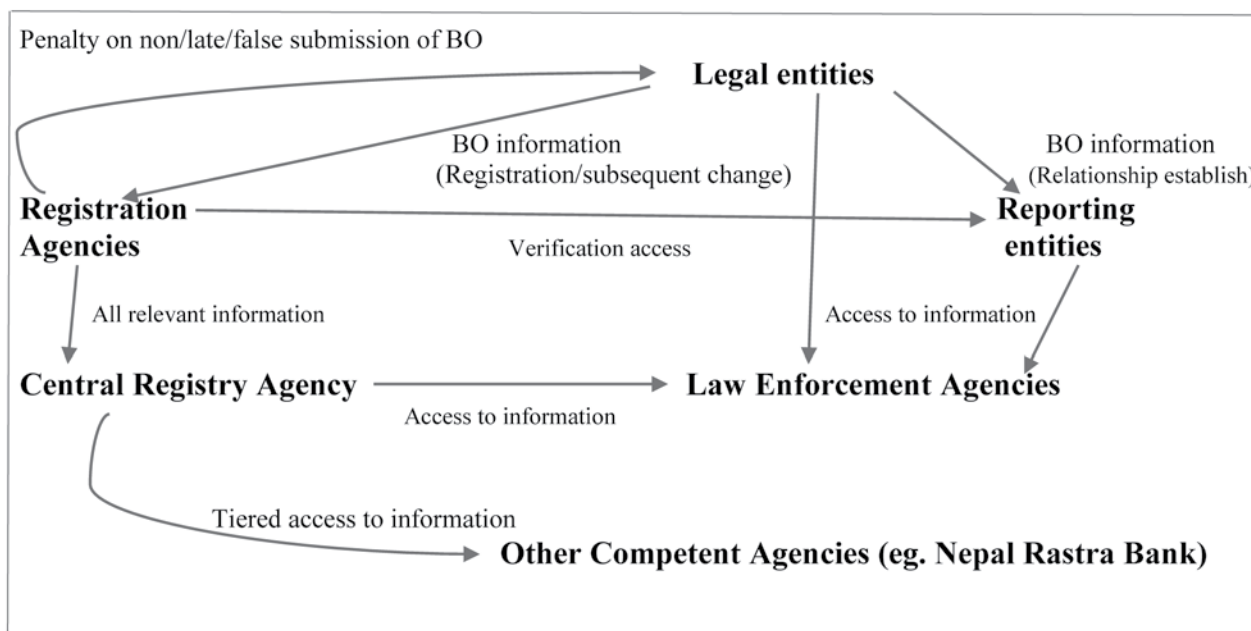 Penalty on non/late/false submission of BO
Legal entities
BO information
(Registration/subsequent change)
BO information
(Relationship establish)
Registration
Agencies
Reporting
entities
Verification access
All relevant information
Access to information
Central Registry Agency
Law Enforcement Agencies
Access to information
Tiered access to information
Other Competent Agencies (eg. Nepal Rastra Bank)